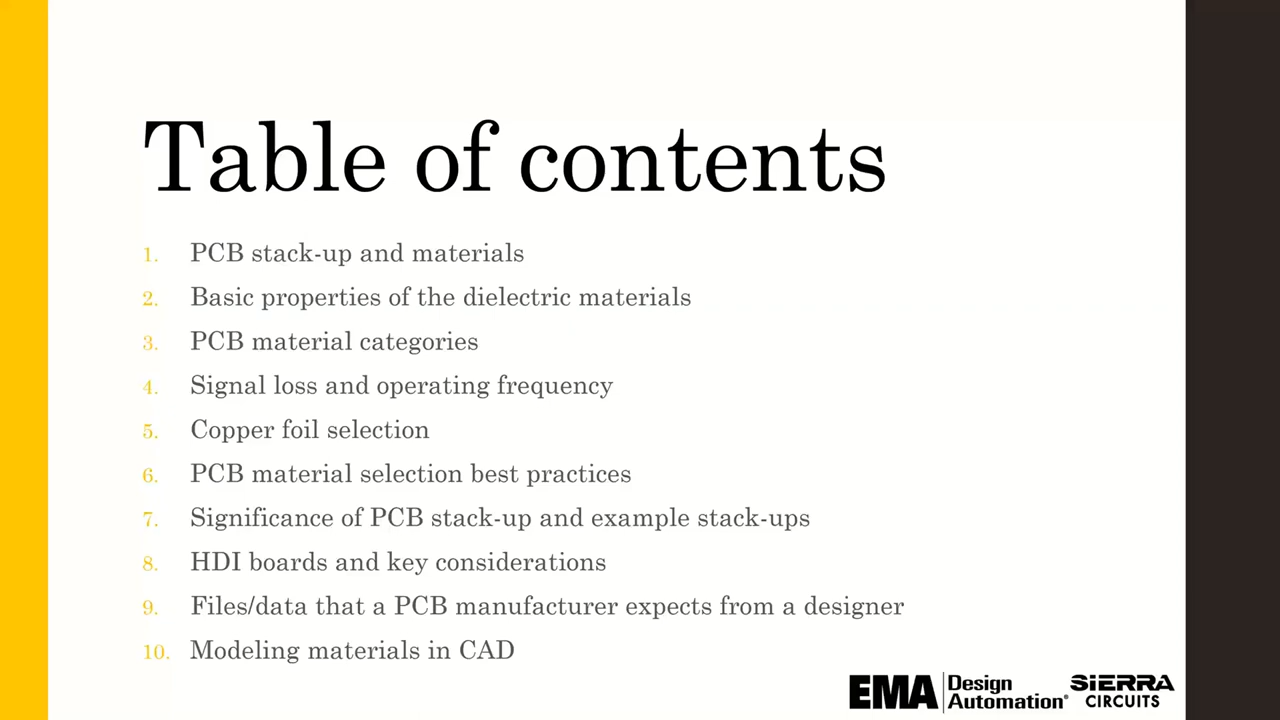 Table of contents
1. PCB stack-up and materials
2. Basic properties of the dielectric materials
3. PCB material categories
4. Signal loss and operating frequency
5. Copper foil selection
6. PCB material selection best practices
7. Significance of PCB stack-up and example stack-ups
8. HDI boards and key considerations
9. Files/data that a PCB manufacturer expects from a designer
10. Modeling materials in CAD
EMA Design Automation®
SIERRA CIRCUITS